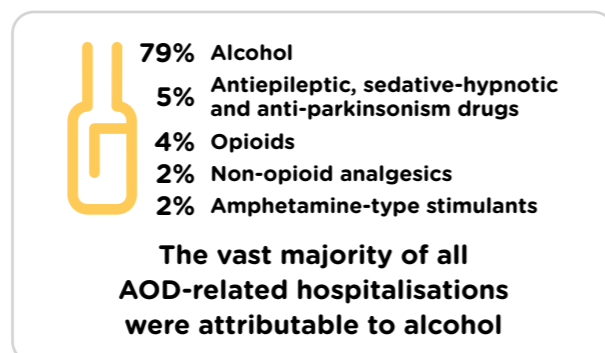 79% Alcohol
5% Antiepileptic, sedative-hypnotic
and anti-parkinsonism drugs
4% Opioids
2% Non-opioid analgesics
2% Amphetamine-type stimulants
The vast majority of all
AOD-related hospitalisations
were attributable to alcohol